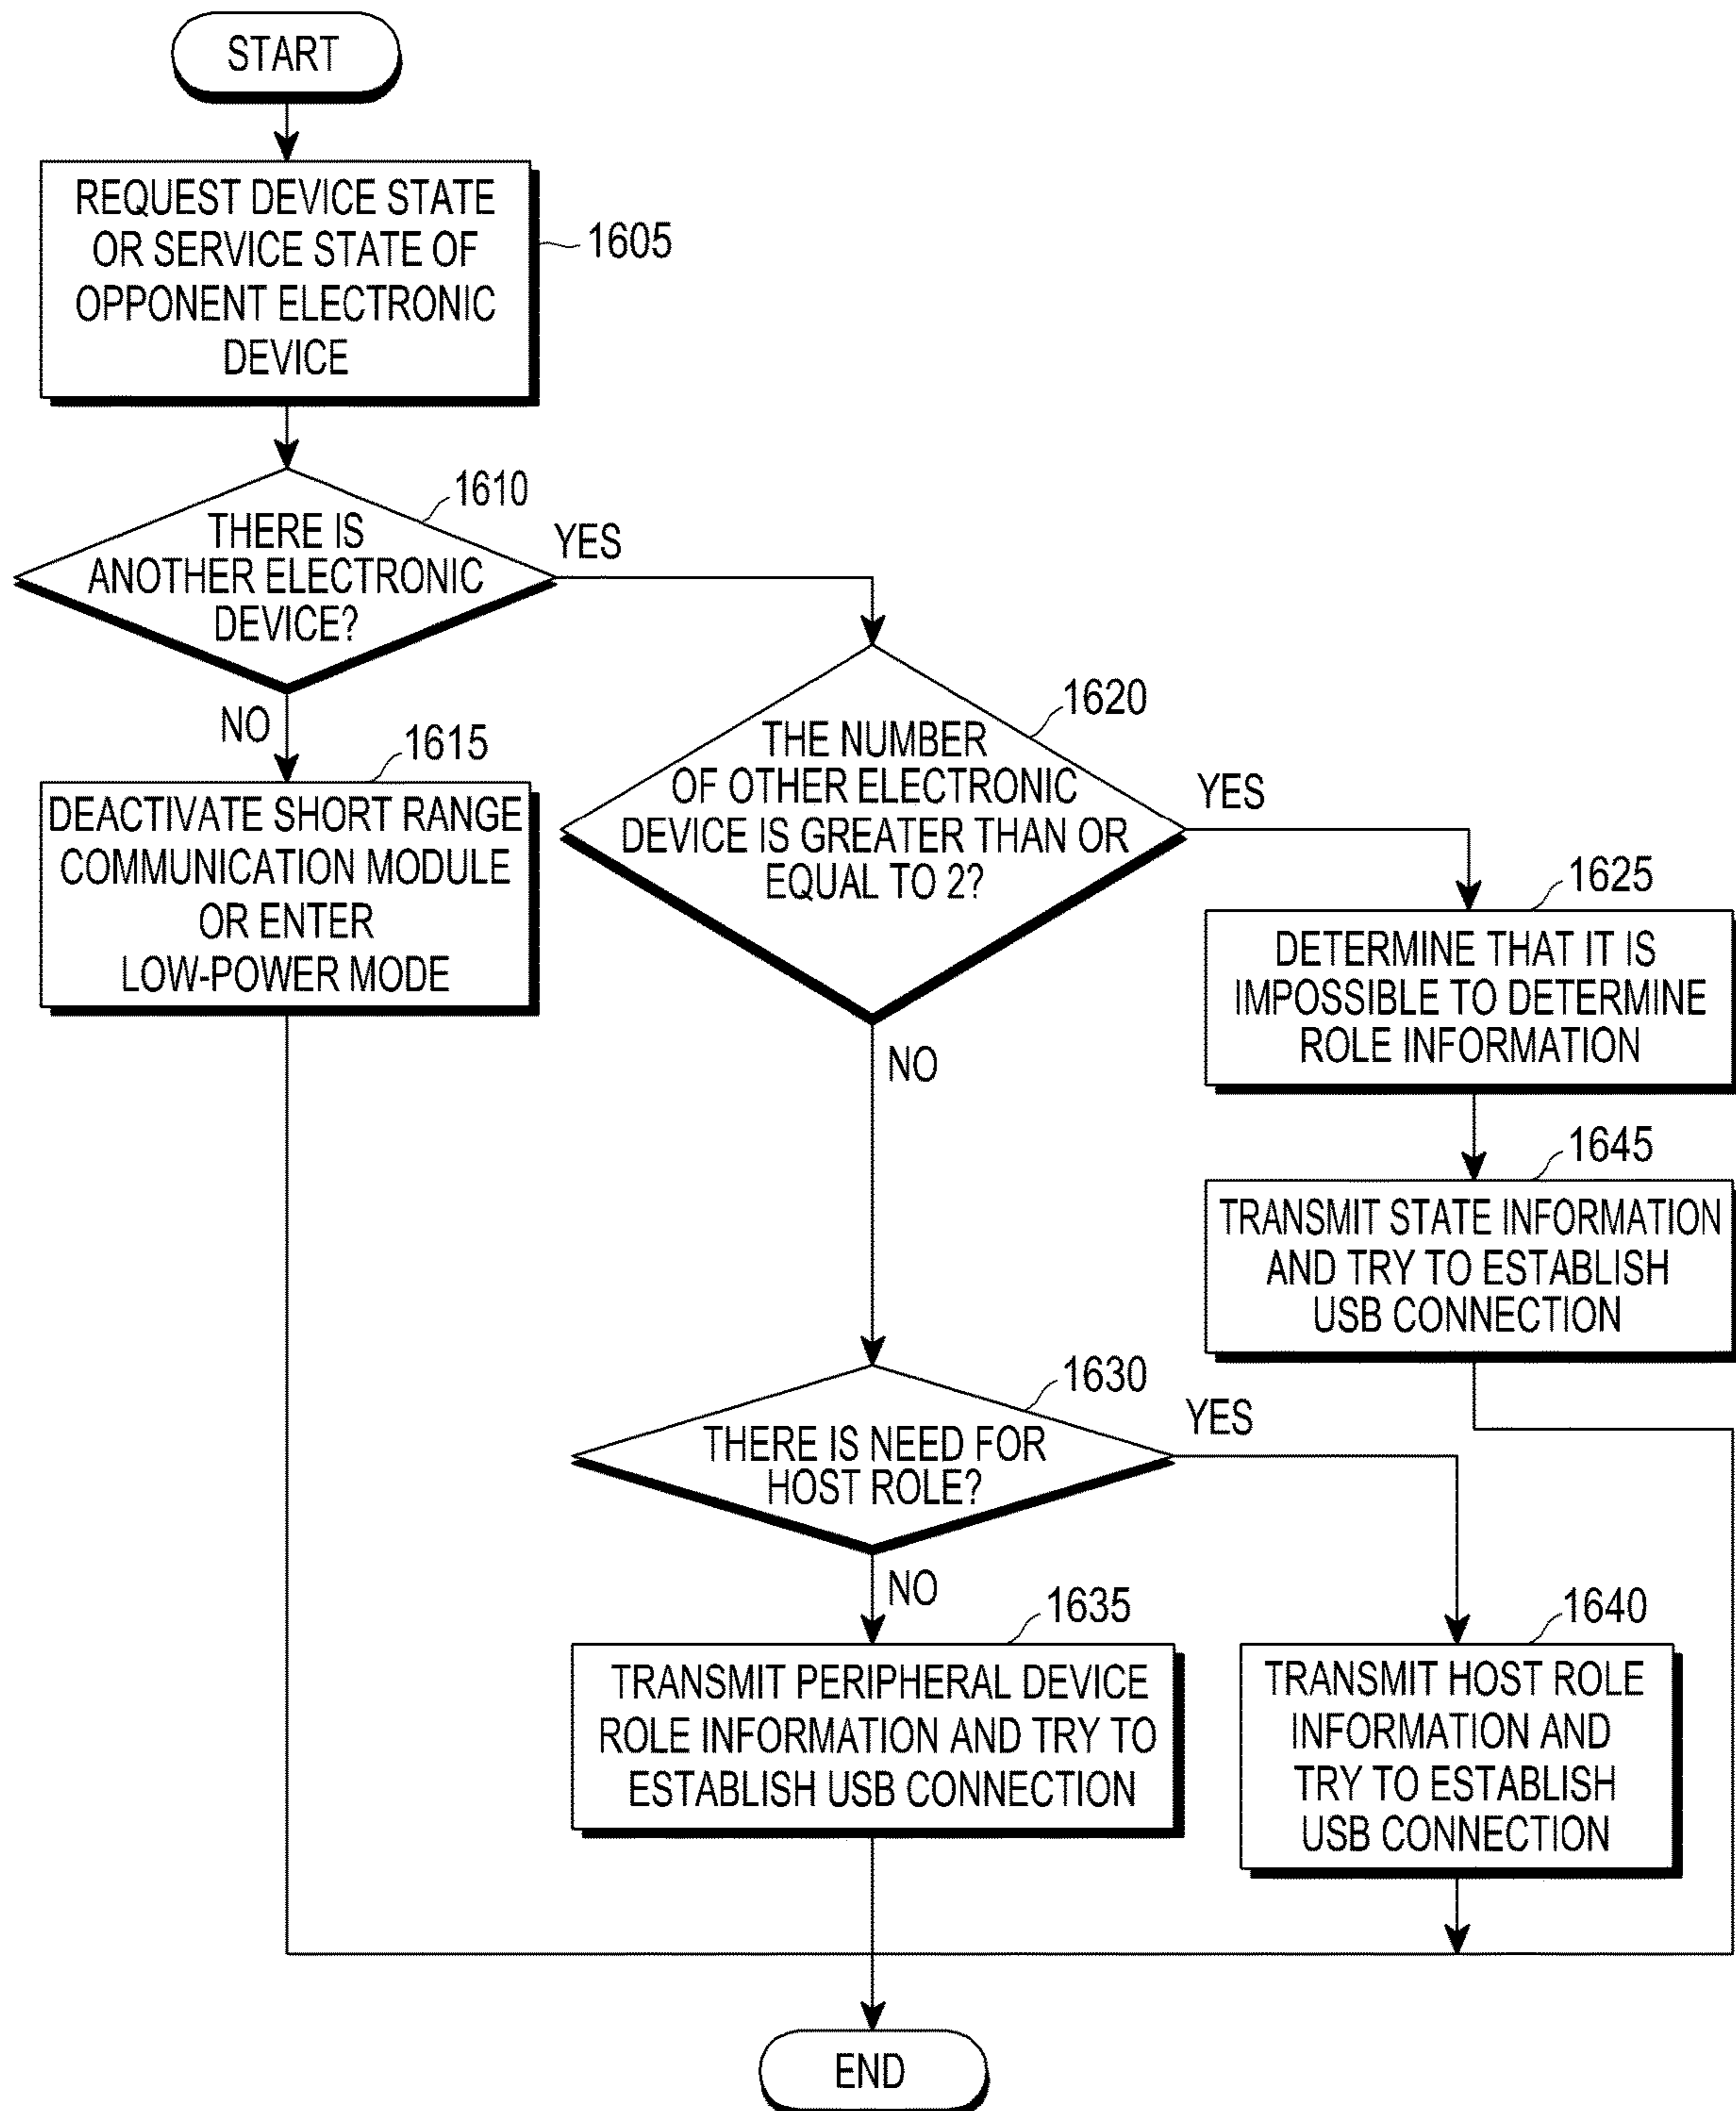 START
REQUEST DEVICE STATE
OR SERVICE STATE OF
OPPONENT ELECTRONIC
DEVICE
1605
1610
THERE IS
ANOTHER ELECTRONIC
DEVICE?
YES
NO
1615
DEACTIVATE SHORT RANGE
COMMUNICATION MODULE
OR ENTER
LOW-POWER MODE
1620
THE NUMBER
OF OTHER ELECTRONIC
DEVICE IS GREATER THAN OR
EQUAL TO 2?
YES
NO
1625
DETERMINE THAT IT IS
IMPOSSIBLE TO DETERMINE
ROLE INFORMATION
1645
TRANSMIT STATE INFORMATION
AND TRY TO ESTABLISH
USB CONNECTION
1630
THERE IS NEED FOR
HOST ROLE?
YES
NO
1635
TRANSMIT PERIPHERAL DEVICE
ROLE INFORMATION AND TRY TO
ESTABLISH USB CONNECTION
1640
TRANSMIT HOST ROLE
INFORMATION AND
TRY TO ESTABLISH
USB CONNECTION
END